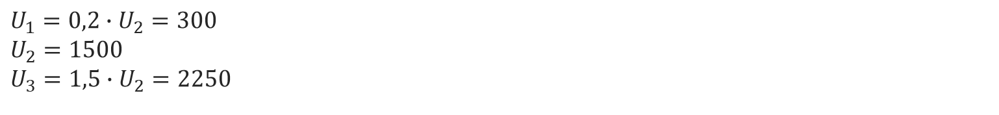 U₁ = 0,2 · U₂ = 300
U₂ = 1500
U₃ = 1,5 · U₂ = 2250